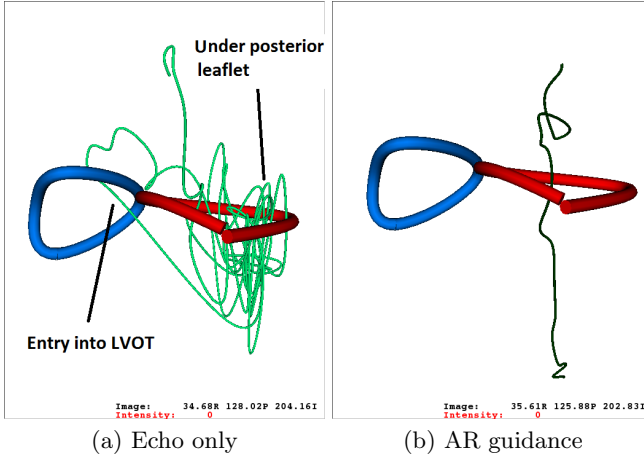 Under posterior
leaflet
Entry into LVOT
Image: 34.68R 128.02P 204.16I
Intensity: 0
Image: 35.61R 125.88P 202.83I
Intensity: 0
(a) Echo only
(b) AR guidance